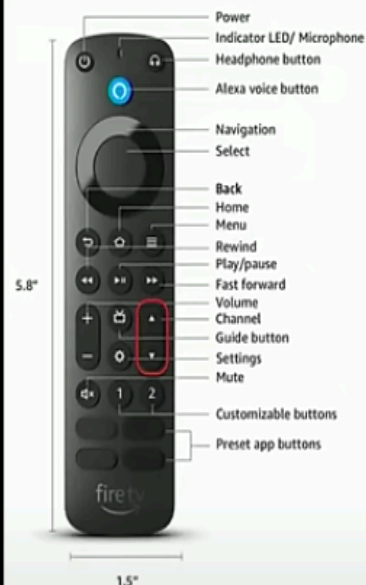 Power
Indicator LED/ Microphone
Headphone button
Alexa voice button
Navigation
Select
Back
Home
Menu
Rewind
Play/pause
Fast forward
5.8"
Volume
Channel
Guide button
Settings
Mute
1 2
Customizable buttons
Preset app buttons
fire tv
1.5"